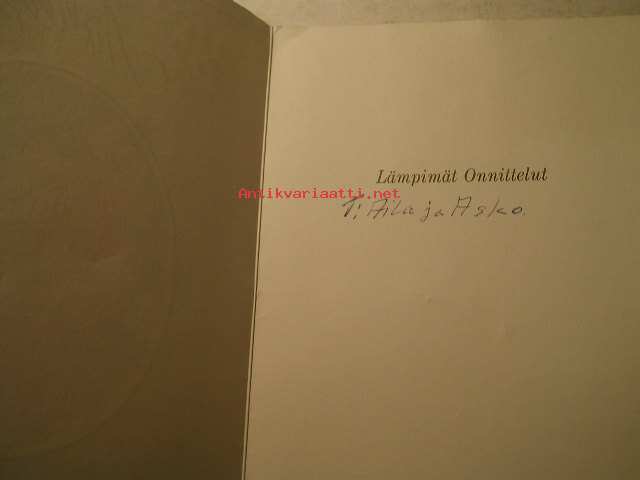 Lämpimät Onnittelut
Antikvariaatti.net
T: Aila ja Asko.